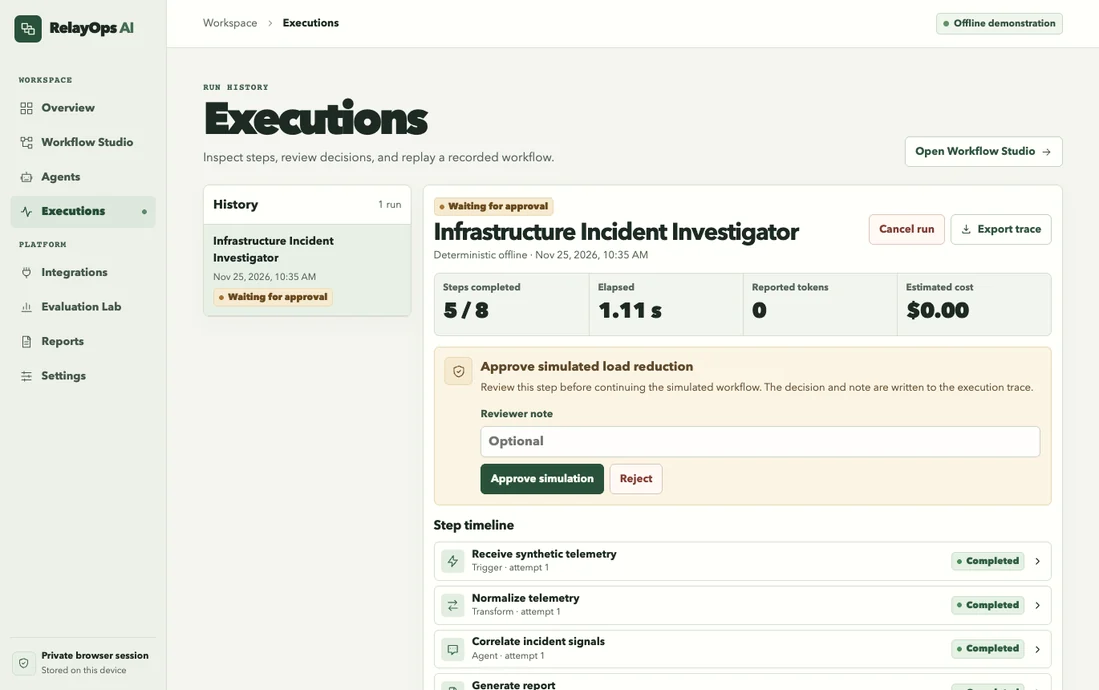 RelayOps AI
WORKSPACE
Overview
Workflow Studio
Agents
Executions
PLATFORM
Integrations
Evaluation Lab
Reports
Settings
Private browser session
Stored on this device
Workspace > Executions
Offline demonstration
RUN HISTORY
Executions
Inspect steps, review decisions, and replay a recorded workflow.
Open Workflow Studio →
History 1 run
Infrastructure Incident
Investigator
Nov 25, 2026, 10:35 AM
Waiting for approval
Waiting for approval
Infrastructure Incident Investigator
Deterministic offline · Nov 25, 2026, 10:35 AM
Cancel run Export trace
Steps completed
5 / 8
Elapsed
1.11 s
Reported tokens
0
Estimated cost
$0.00
Approve simulated load reduction
Review this step before continuing the simulated workflow. The decision and note are written to the execution trace.
Reviewer note
Optional
Approve simulation Reject
Step timeline
Receive synthetic telemetry
Trigger · attempt 1
Completed
Normalize telemetry
Transform · attempt 1
Completed
Correlate incident signals
Agent · attempt 1
Completed
Generate report